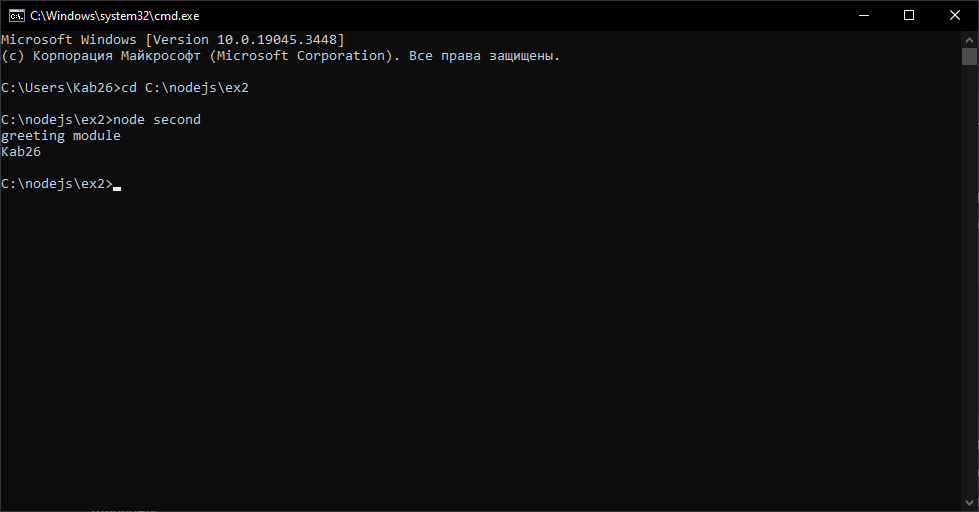 C:\Windows\system32\cmd.exe
Microsoft Windows [Version 10.0.19045.3448]
(c) Корпорация Майкрософт (Microsoft Corporation). Все права защищены.
C:\Users\Kab26>cd C:\nodejs\ex2
C:\nodejs\ex2>node second
greeting module
Kab26
C:\nodejs\ex2>